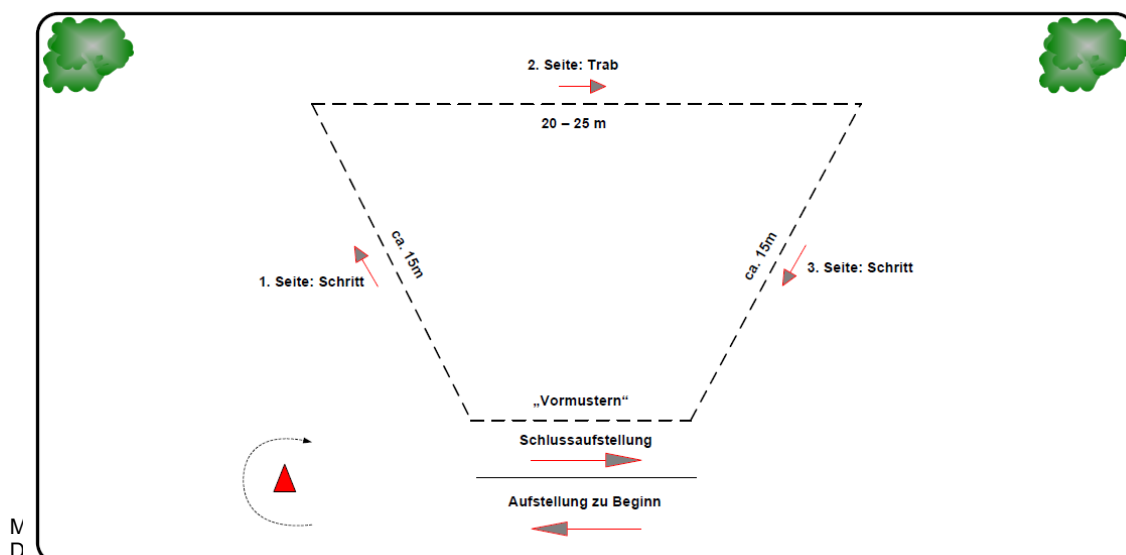 2. Seite: Trab
20 – 25 m
ca. 15m
ca. 15m
1. Seite: Schritt
3. Seite: Schritt
„Vormustern“
Schlussaufstellung
Aufstellung zu Beginn